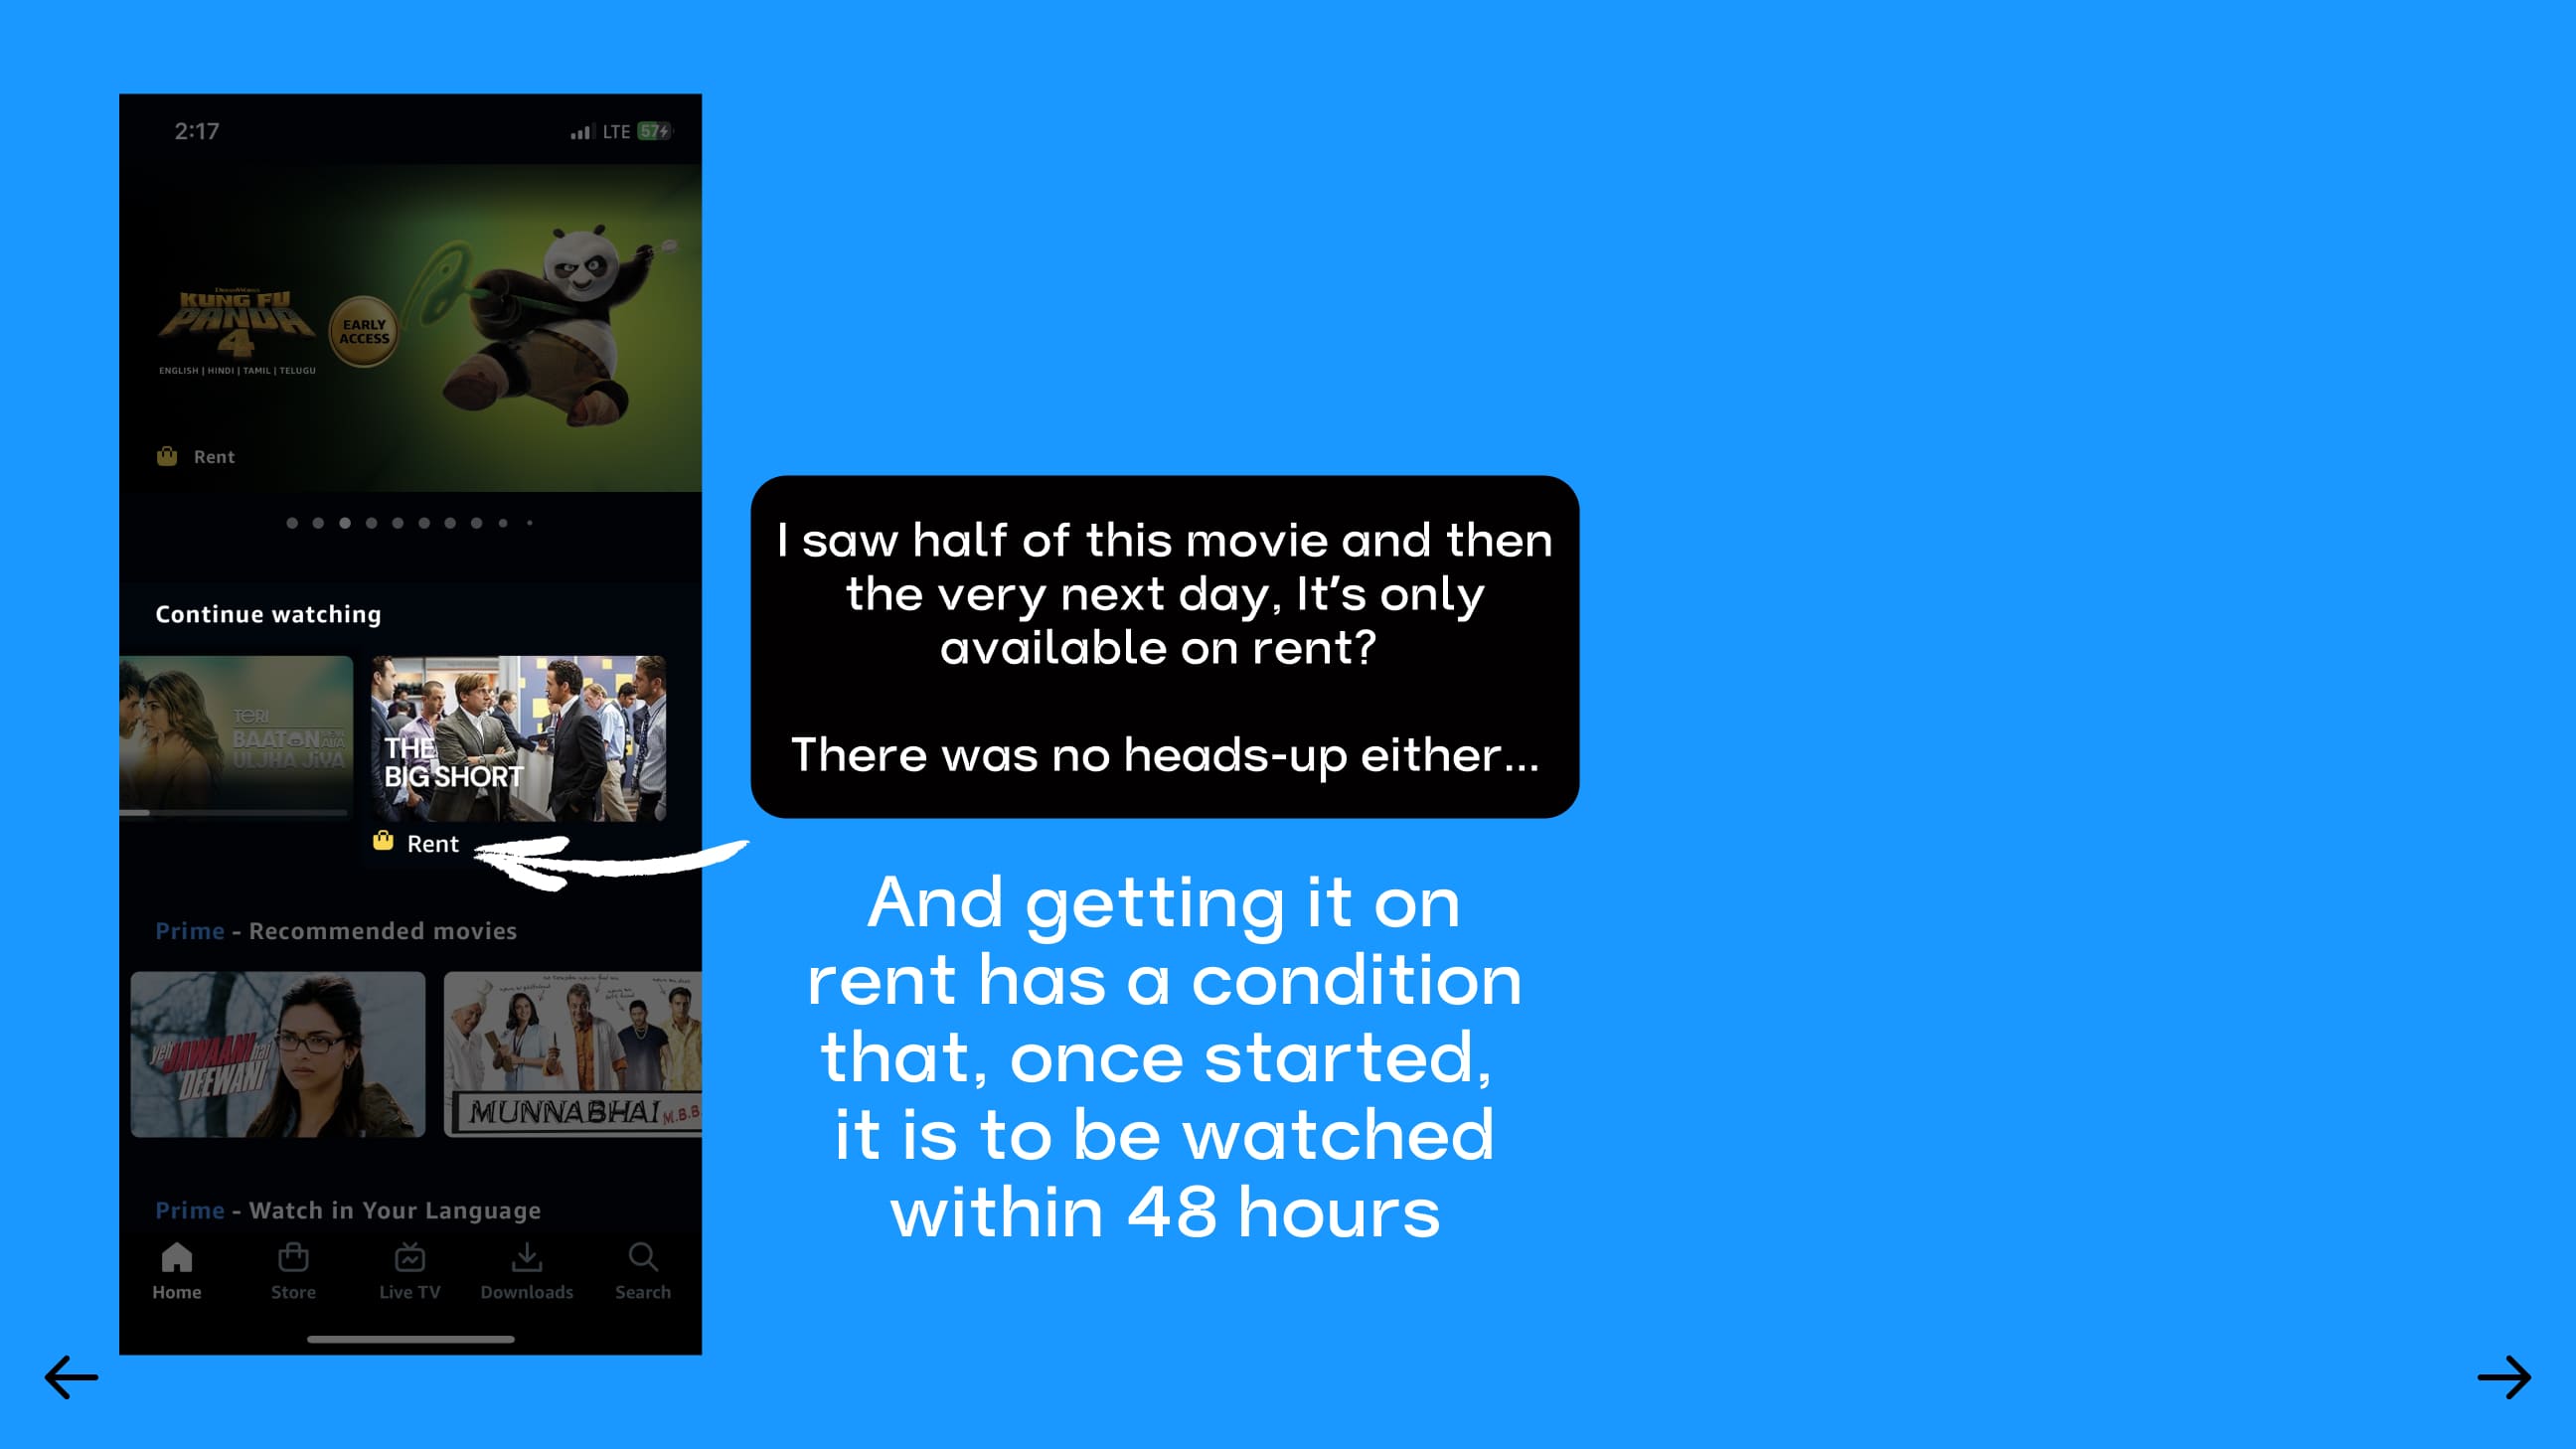 2:17
LTE 57
DreamWorks
KUNG FU
PANDA
4
EARLY
ACCESS
ENGLISH | HINDI | TAMIL | TELUGU
Rent
Continue watching
TERI
BAATON
ULJHA JIYA
THE
BIG SHORT
Rent
Prime - Recommended movies
yeh JAWAANI hai
DEEWANI
MUNNABHAI M.B.B.
Prime - Watch in Your Language
Home
Store
Live TV
Downloads
Search
I saw half of this movie and then
the very next day, It's only
available on rent?
There was no heads-up either...
And getting it on
rent has a condition
that, once started,
it is to be watched
within 48 hours